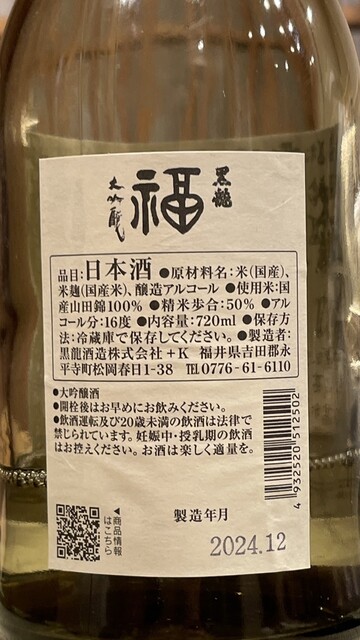 黒龍
福
大吟醸
品目:日本酒 ●原材料名:米(国産)、
米麹(国産米)、醸造アルコール ●使用米:国
産山田錦100% ●精米歩合:50% ●アル
コール分:16度 ●内容量:720ml ●保存方
法:冷蔵庫で保存してください。●製造者:
黒龍酒造株式会社+K 福井県吉田郡永
平寺町松岡春日1-38 TEL0776-61-6110
●大吟醸酒
●開栓後はお早めにお飲みください。
●飲酒運転及び20歳未満の飲酒は法律で
禁じられています。妊娠中・授乳期の飲酒
はお控えください。お酒は楽しく適量を。
4 932520 512502
◀商品情報
はこちら
製造年月
2024.12